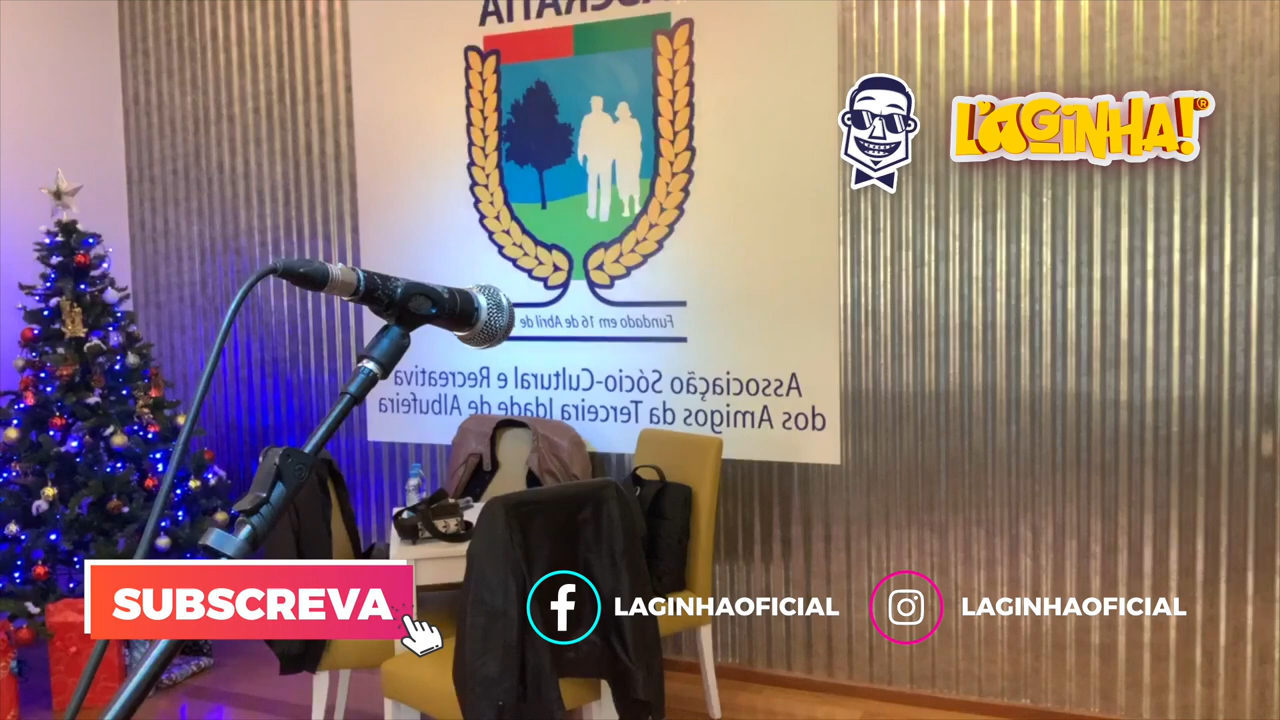 L'AGINHA!®
Fundado em 16 de Abril de
Associação Sócio-Cultural e Recreativa
dos Amigos da Terceira Idade de Albufeira
SUBSCREVA
LAGINHAOFICIAL
LAGINHAOFICIAL